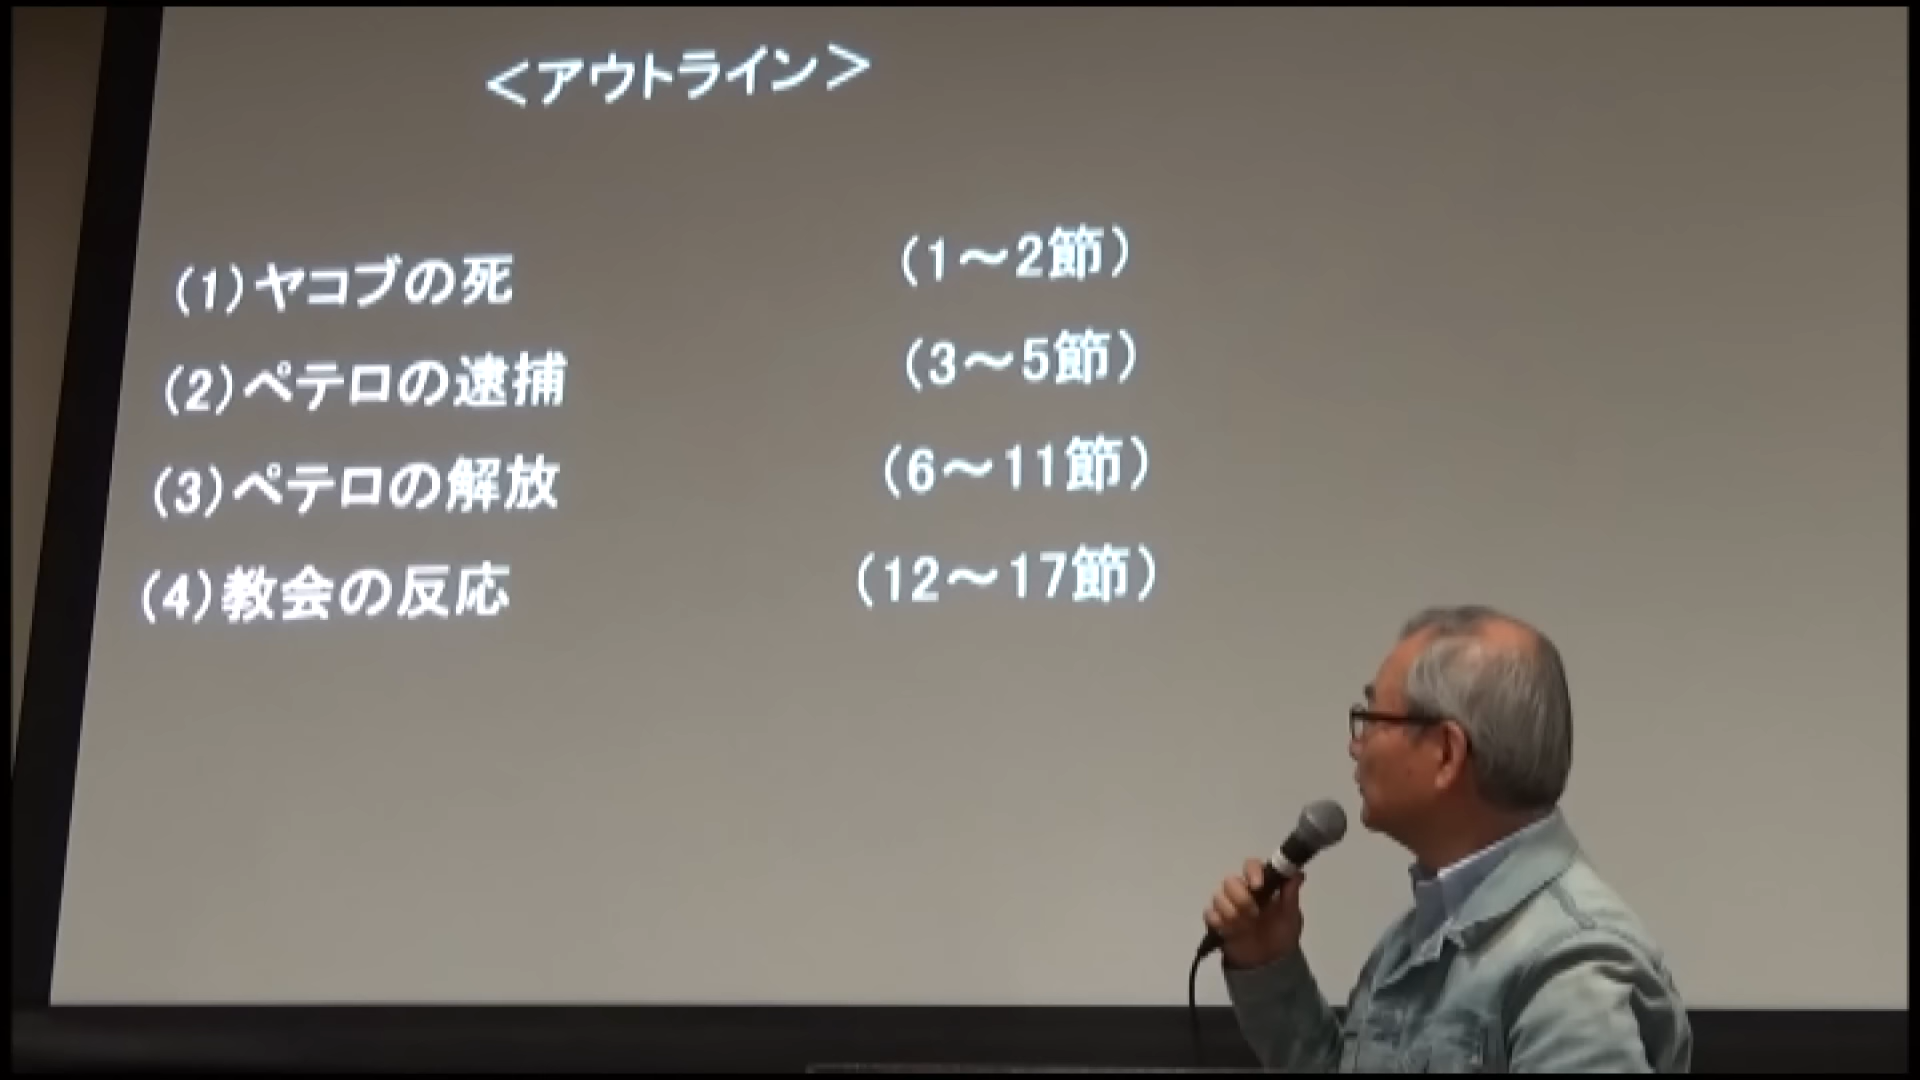 ＜アウトライン＞
(1)ヤコブの死 (1～2節)
(2)ペテロの逮捕 (3～5節)
(3)ペテロの解放 (6～11節)
(4)教会の反応 (12～17節)